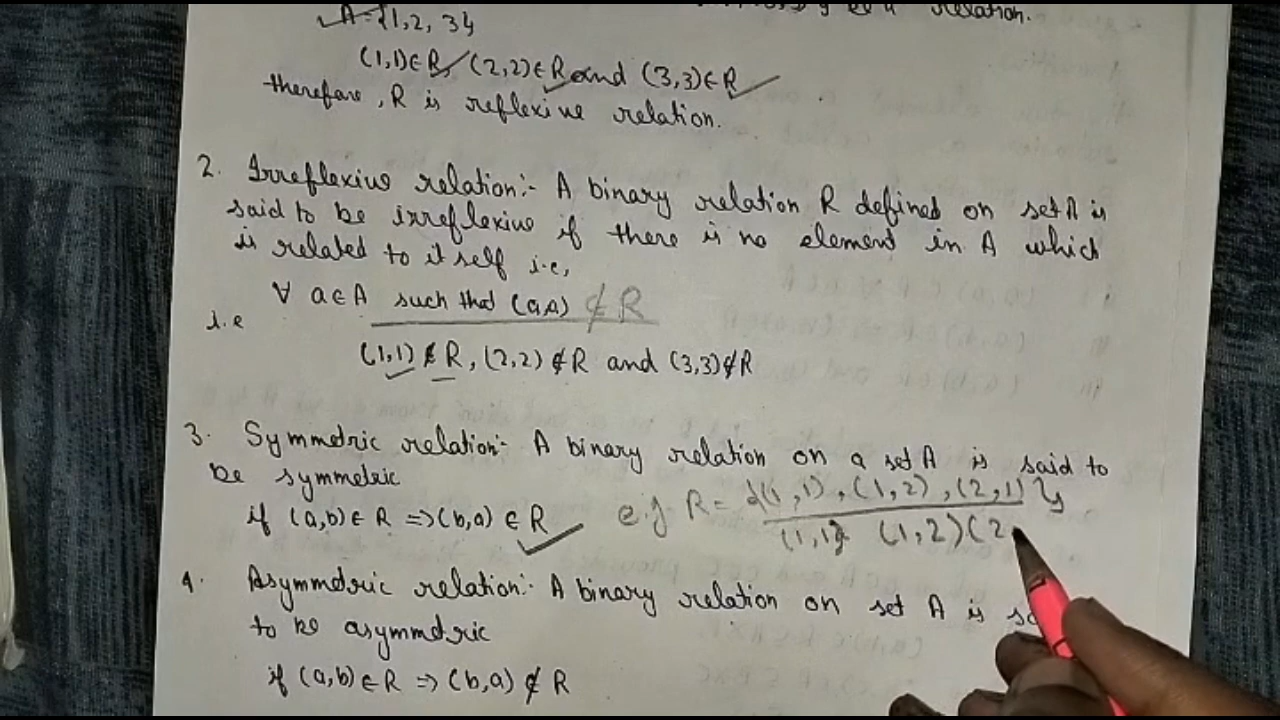 relation.
A={1,2,3}
(1,1)∈R, (2,2)∈R and (3,3)∈R
therefore, R is reflexive relation.
2. Irreflexive relation:- A binary relation R defined on set A is
said to be irreflexive if there is no element in A which
is related to itself i.e,
∀ a∈A such that (a,a) ∉ R
i.e
(1,1) ∉ R, (2,2) ∉ R and (3,3) ∉ R
3. Symmetric relation:- A binary relation on a set A is said to
be symmetric
if (a,b) ∈ R => (b,a) ∈ R e.g R = {(1,1), (1,2), (2,1)}
(1,1) (1,2) (2
4. Asymmetric relation:- A binary relation on set A is
to be asymmetric
if (a,b) ∈ R => (b,a) ∉ R